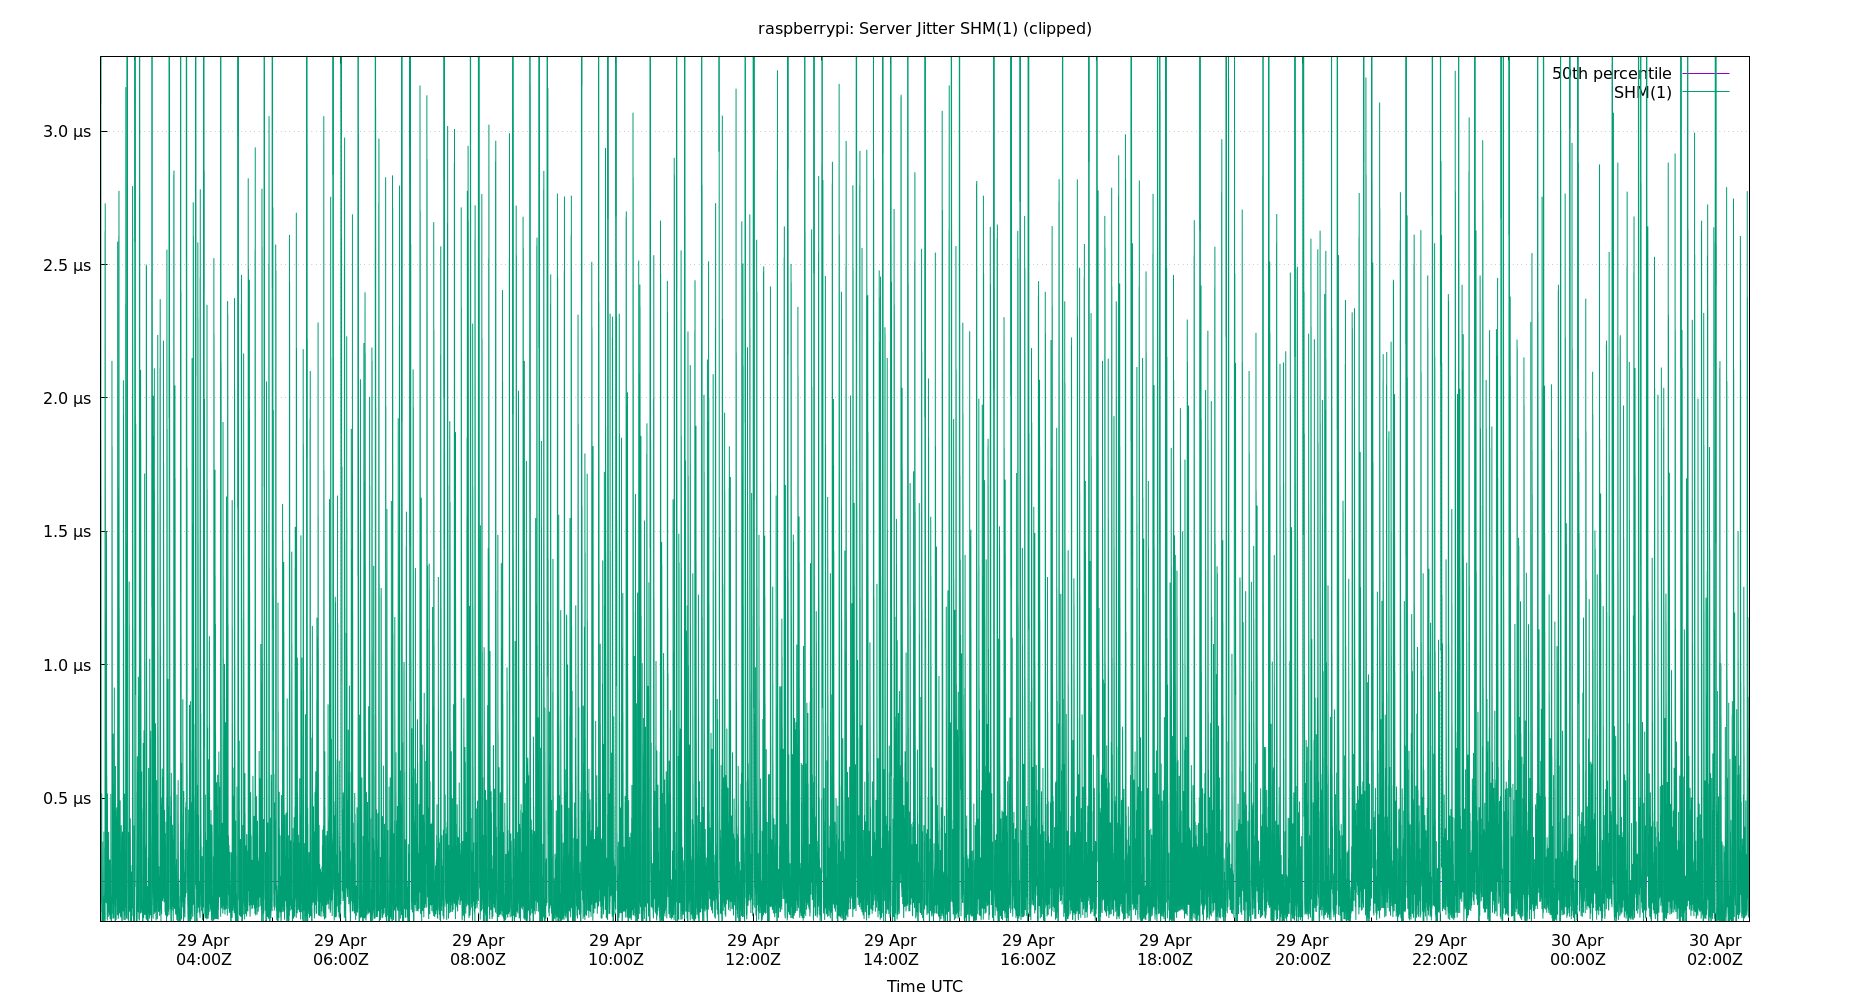 raspberrypi: Server Jitter SHM(1) (clipped)
50th percentile
SHM(1)
3.0 µs
2.5 µs
2.0 µs
1.5 µs
1.0 µs
0.5 µs
29 Apr 29 Apr 29 Apr 29 Apr 29 Apr 29 Apr 29 Apr 29 Apr 29 Apr 29 Apr 30 Apr 30 Apr
04:00Z 06:00Z 08:00Z 10:00Z 12:00Z 14:00Z 16:00Z 18:00Z 20:00Z 22:00Z 00:00Z 02:00Z
Time UTC